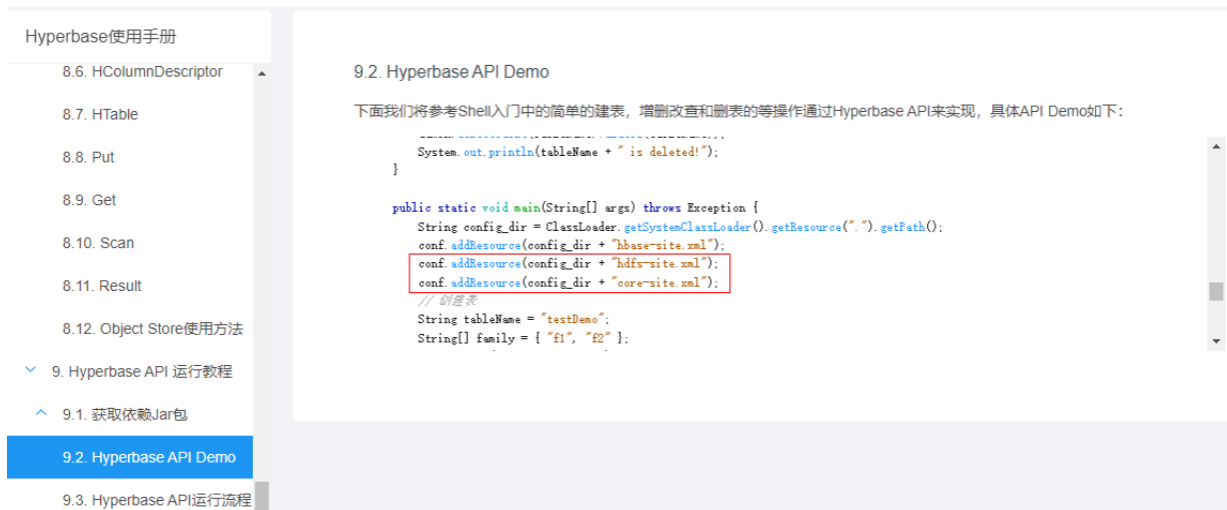 Hyperbase使用手册
8.6. HColumnDescriptor
8.7. HTable
8.8. Put
8.9. Get
8.10. Scan
8.11. Result
8.12. Object Store使用方法
9. Hyperbase API 运行教程
9.1. 获取依赖Jar包
9.2. Hyperbase API Demo
9.3. Hyperbase API运行流程
9.2. Hyperbase API Demo
下面我们将参考Shell入门中的简单的建表，增删改查和删表的等操作通过Hyperbase API来实现，具体API Demo如下：
System.out.println(tableName + " is deleted!");
}
public static void main(String[] args) throws Exception {
String config_dir = ClassLoader.getSystemClassLoader().getResource(".").getPath();
conf.addResource(config_dir + "hbase-site.xml");
conf.addResource(config_dir + "hdfs-site.xml");
conf.addResource(config_dir + "core-site.xml");
// 创建表
String tableName = "testDemo";
String[] family = { "f1", "f2" };